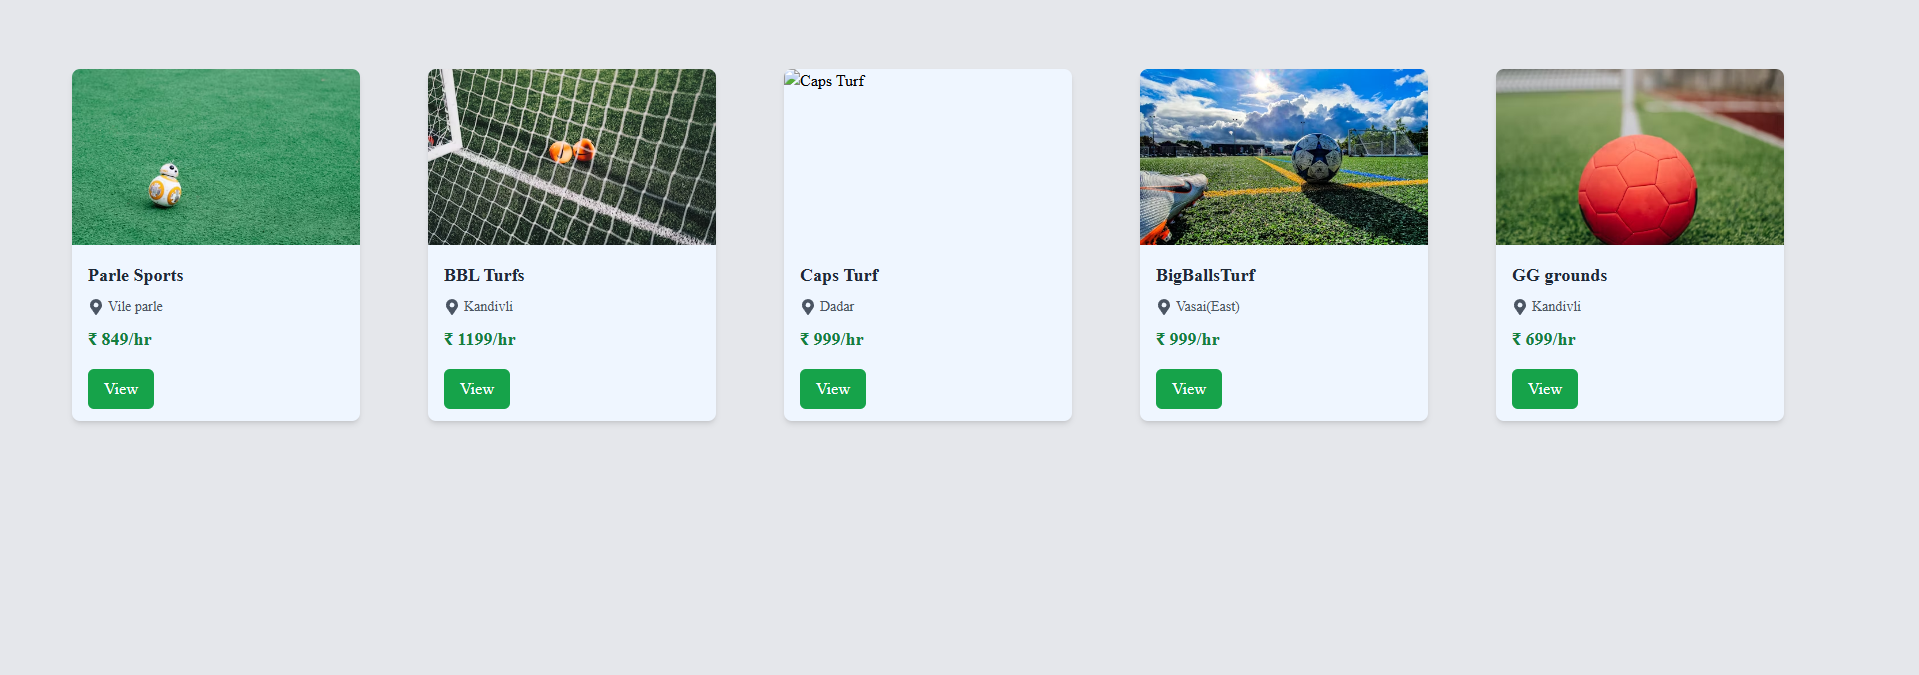 Parle Sports
Vile parle
₹ 849/hr
View
BBL Turfs
Kandivli
₹ 1199/hr
View
Caps Turf
Caps Turf
Dadar
₹ 999/hr
View
BigBallsTurf
Vasai(East)
₹ 999/hr
View
GG grounds
Kandivli
₹ 699/hr
View